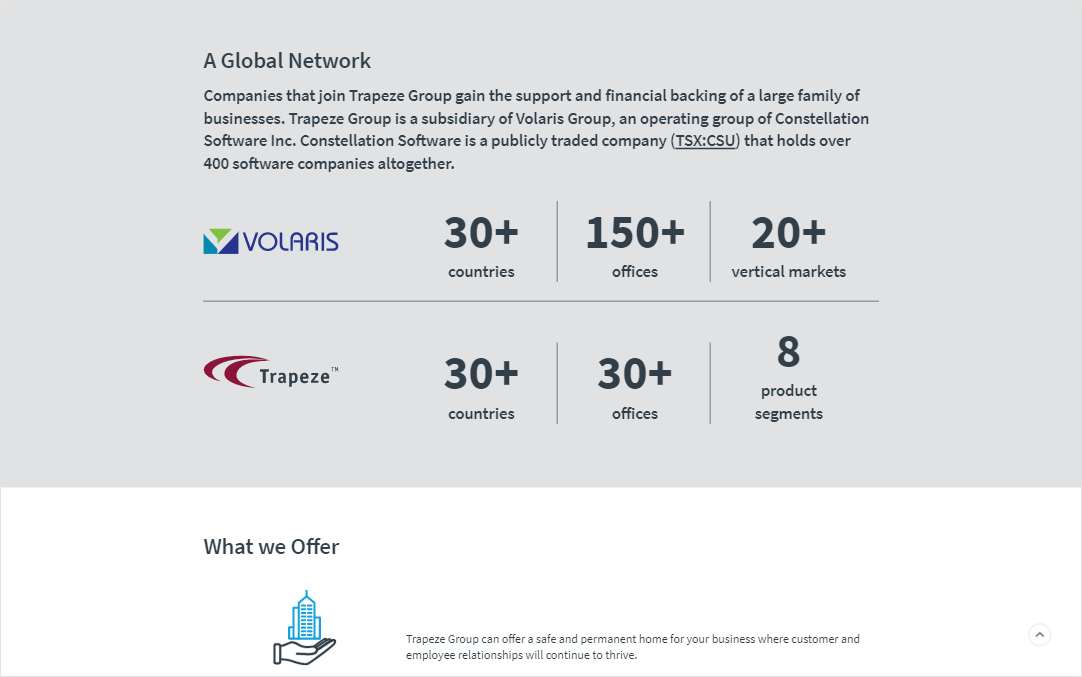 A Global Network
Companies that join Trapeze Group gain the support and financial backing of a large family of
businesses. Trapeze Group is a subsidiary of Volaris Group, an operating group of Constellation
Software Inc. Constellation Software is a publicly traded company (TSX:CSU) that holds over
400 software companies altogether.
VOLARIS
30+
countries
150+
offices
20+
vertical markets
Trapeze™
30+
countries
30+
offices
8
product
segments
What we Offer
Trapeze Group can offer a safe and permanent home for your business where customer and
employee relationships will continue to thrive.